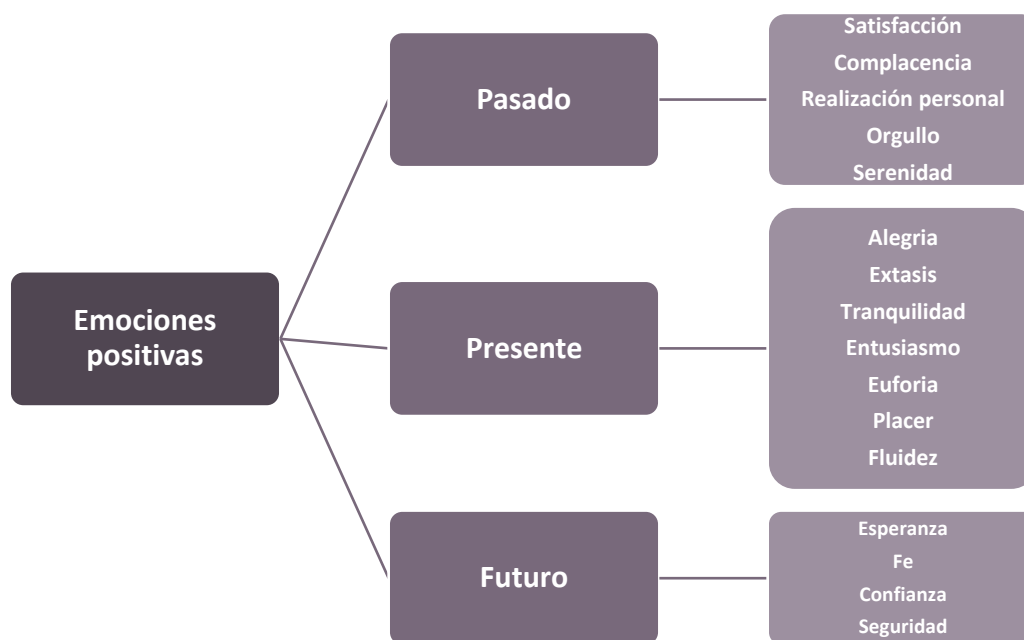 Emociones
positivas
Pasado
Satisfacción
Complacencia
Realización personal
Orgullo
Serenidad
Presente
Alegria
Extasis
Tranquilidad
Entusiasmo
Euforia
Placer
Fluidez
Futuro
Esperanza
Fe
Confianza
Seguridad